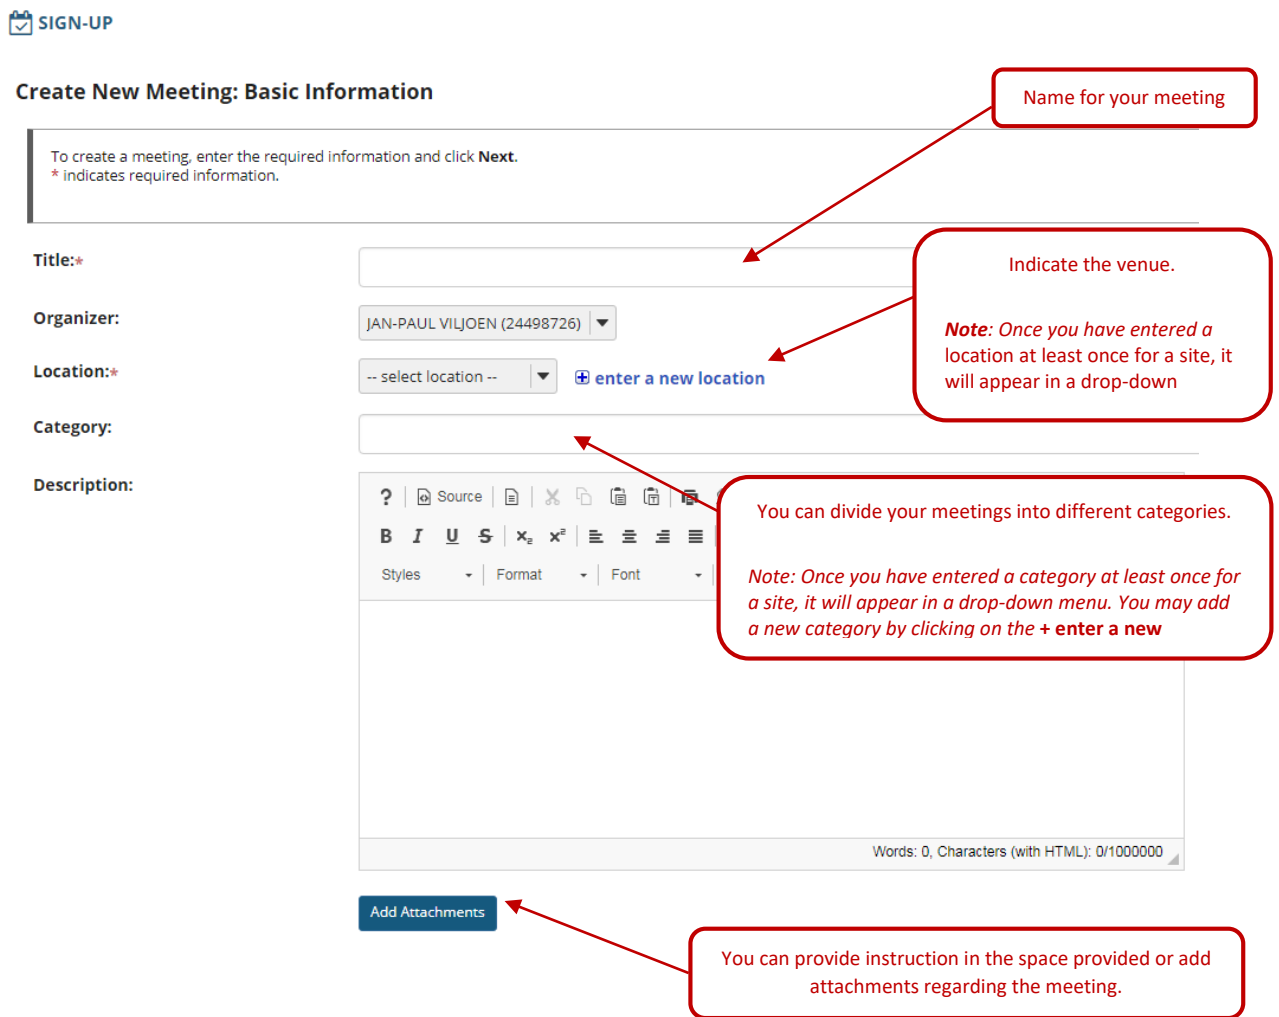 SIGN-UP
Create New Meeting: Basic Information
Name for your meeting
To create a meeting, enter the required information and click Next.
* indicates required information.
Title:*
Indicate the venue.
Organizer:
JAN-PAUL VILJOEN (24498726)
Note: Once you have entered a
location at least once for a site, it
will appear in a drop-down
Location:*
-- select location --
enter a new location
Category:
Description:
? Source
You can divide your meetings into different categories.
B I U S x₂ x²
Styles Format Font
Note: Once you have entered a category at least once for
a site, it will appear in a drop-down menu. You may add
a new category by clicking on the + enter a new
Words: 0, Characters (with HTML): 0/1000000
Add Attachments
You can provide instruction in the space provided or add
attachments regarding the meeting.